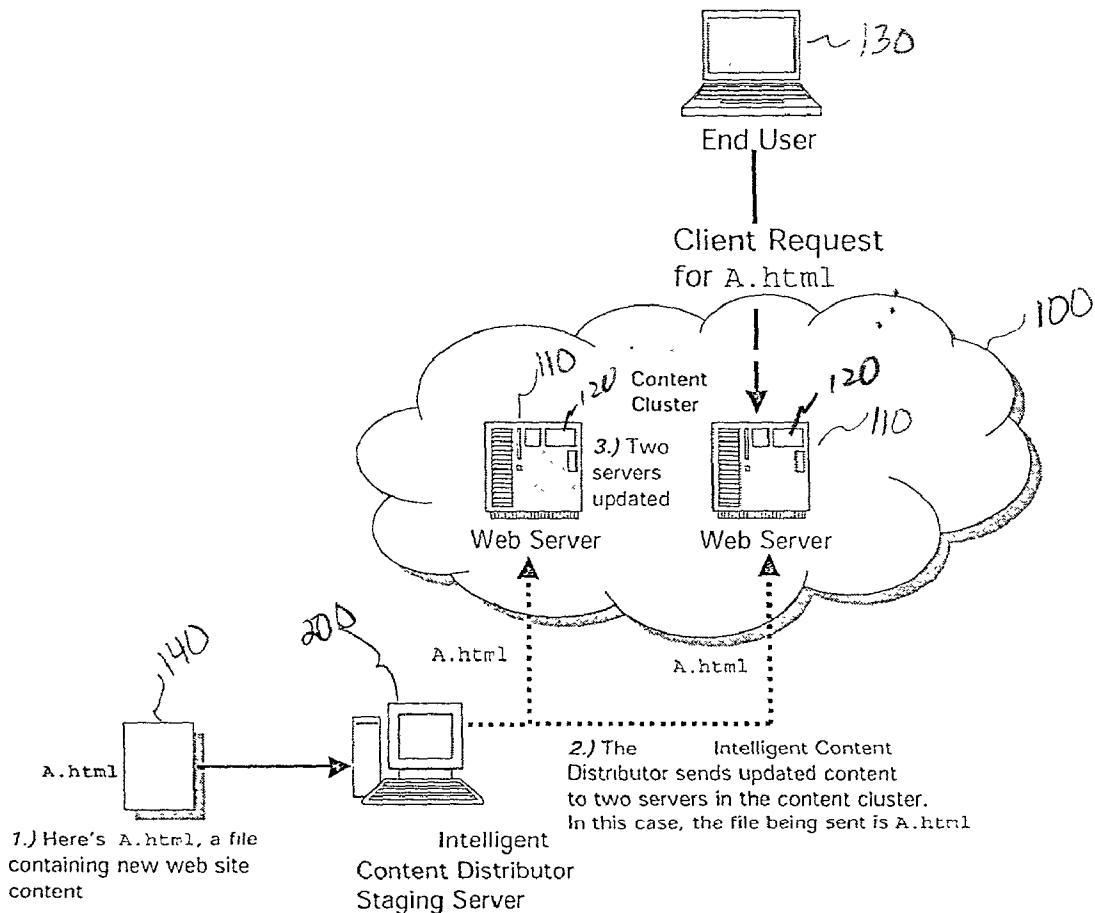 130
End User
Client Request
for A.html
100
110
120
Content
Cluster
120
110
3.) Two
servers
updated
Web Server
Web Server
200
140
A.html
A.html
A.html
2.) The Intelligent Content
Distributor sends updated content
to two servers in the content cluster.
In this case, the file being sent is A.html
1.) Here's A.html, a file
containing new web site
content
Intelligent
Content Distributor
Staging Server